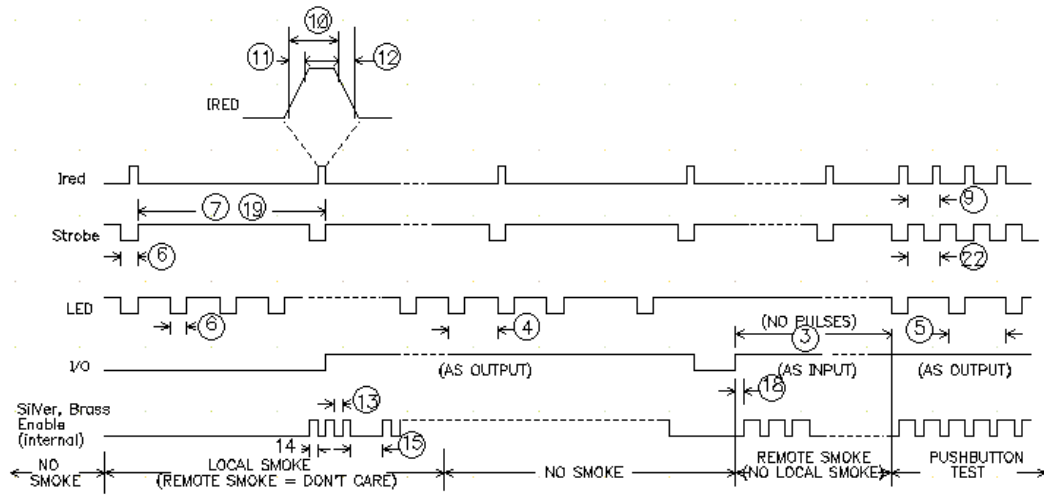 10
11
12
IRED
Ired
7 19
9
Strobe
6
22
LED
6
4
(NO PULSES)
3
5
I/O
(AS OUTPUT)
(AS INPUT)
(AS OUTPUT)
18
13
SilVer, Brass
Enable
(internal)
14
15
NO
SMOKE
LOCAL SMOKE
(REMOTE SMOKE = DON'T CARE)
NO SMOKE
REMOTE SMOKE
(NO LOCAL SMOKE)
PUSHBUTTON
TEST